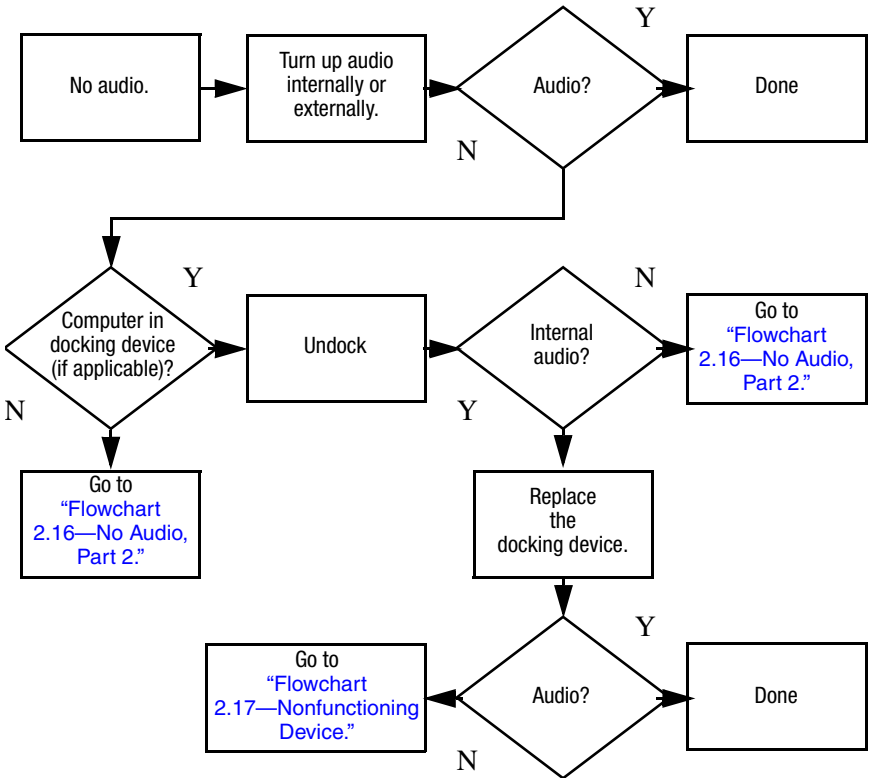 Y
No audio.
Turn up audio
internally or
externally.
Audio?
Done
N
Y
N
Computer in
docking device
(if applicable)?
Undock
Internal
audio?
Go to
“Flowchart
2.16—No Audio,
Part 2.”
N
Y
Go to
“Flowchart
2.16—No Audio,
Part 2.”
Replace
the
docking device.
Y
Go to
“Flowchart
2.17—Nonfunctioning
Device.”
Audio?
Done
N